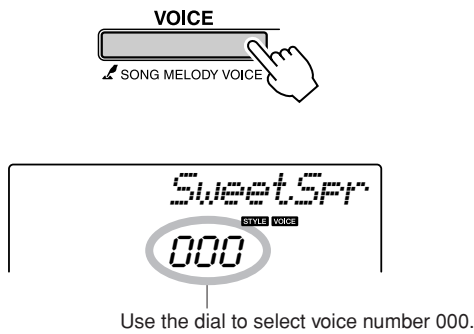 VOICE
SONG MELODY VOICE
SweetSpr
STYLE VOICE
000
Use the dial to select voice number 000.